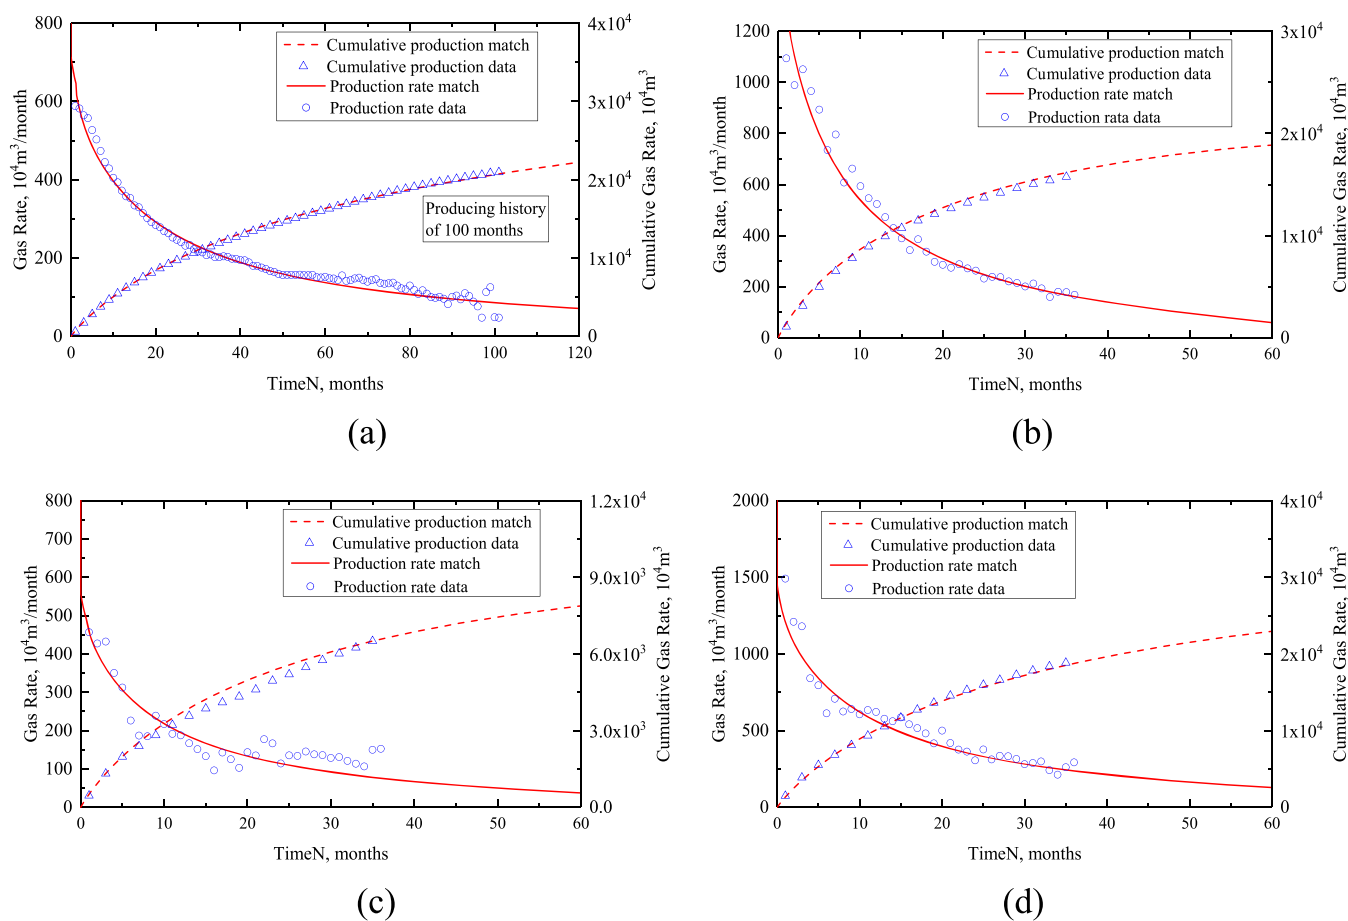 800
600
400
200
0
Gas Rate, 10⁴m³/month
4x10⁴
3x10⁴
2x10⁴
1x10⁴
0
Cumulative Gas Rate, 10⁴m³
Cumulative production match
Cumulative production data
Production rate match
Production rate data
Producing history
of 100 months
0 20 40 60 80 100 120
TimeN, months
(a)
1200
1000
800
600
400
200
0
Gas Rate, 10⁴m³/month
3x10⁴
2x10⁴
1x10⁴
0
Cumulative Gas Rate, 10⁴m³
Cumulative production match
Cumulative production data
Production rate match
Production rata data
0 10 20 30 40 50 60
TimeN, months
(b)
800
700
600
500
400
300
200
100
0
Gas Rate, 10⁴m³/month
1.2x10⁴
9.0x10³
6.0x10³
3.0x10³
0.0
Cumulative Gas Rate, 10⁴m³
Cumulative production match
Cumulative production data
Production rate match
Production rate data
0 10 20 30 40 50 60
TimeN, months
(c)
2000
1500
1000
500
0
Gas Rate, 10⁴m³/month
4x10⁴
3x10⁴
2x10⁴
1x10⁴
0
Cumulative Gas Rate, 10⁴m³
Cumulative production match
Cumulative production data
Production rate match
Production rate data
0 10 20 30 40 50 60
TimeN, months
(d)